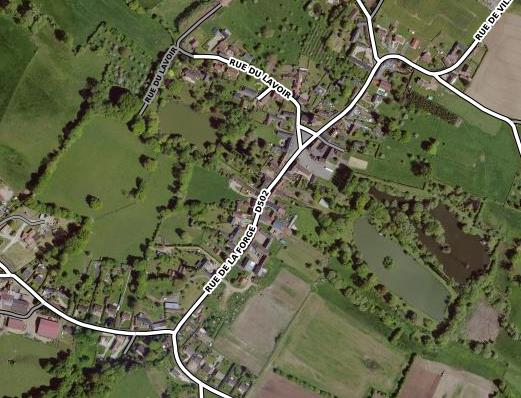 RUE DE VIL
RUE DU LAVOIR
RUE DU LAVOIR
RUE DE LA FORGE - D502